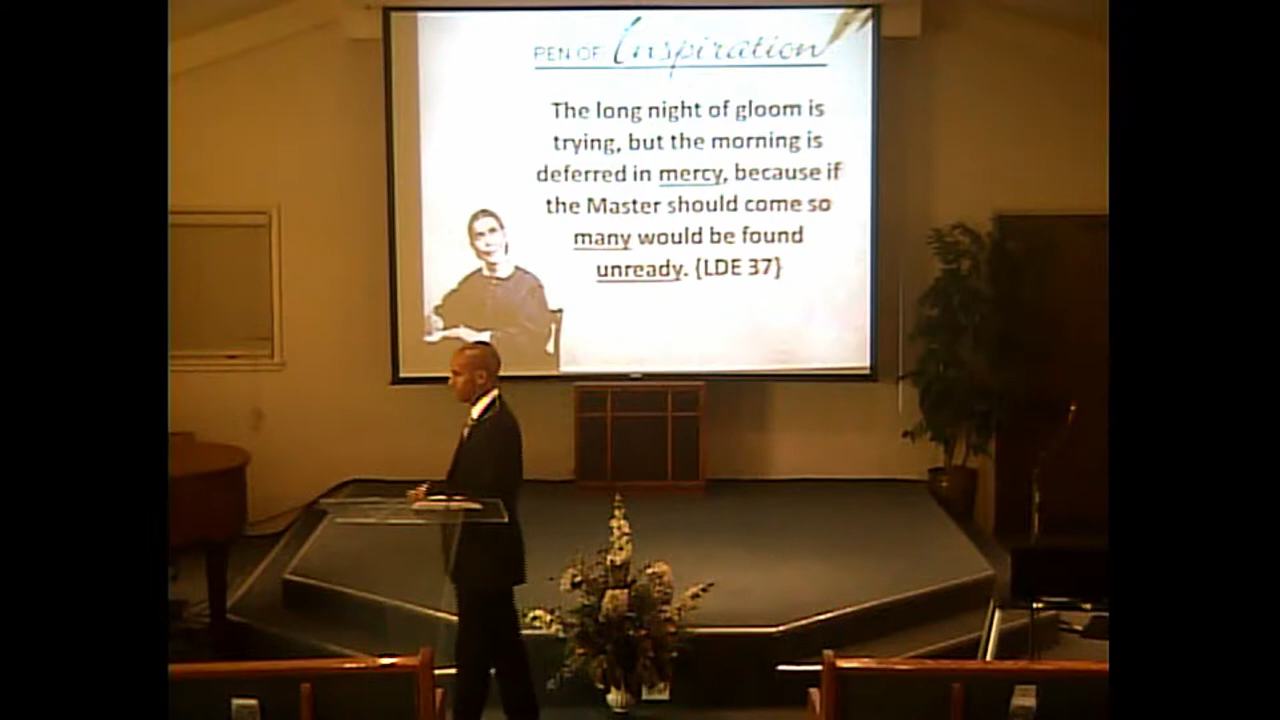 PEN OF Inspiration
The long night of gloom is
trying, but the morning is
deferred in mercy, because if
the Master should come so
many would be found
unready. {LDE 37}